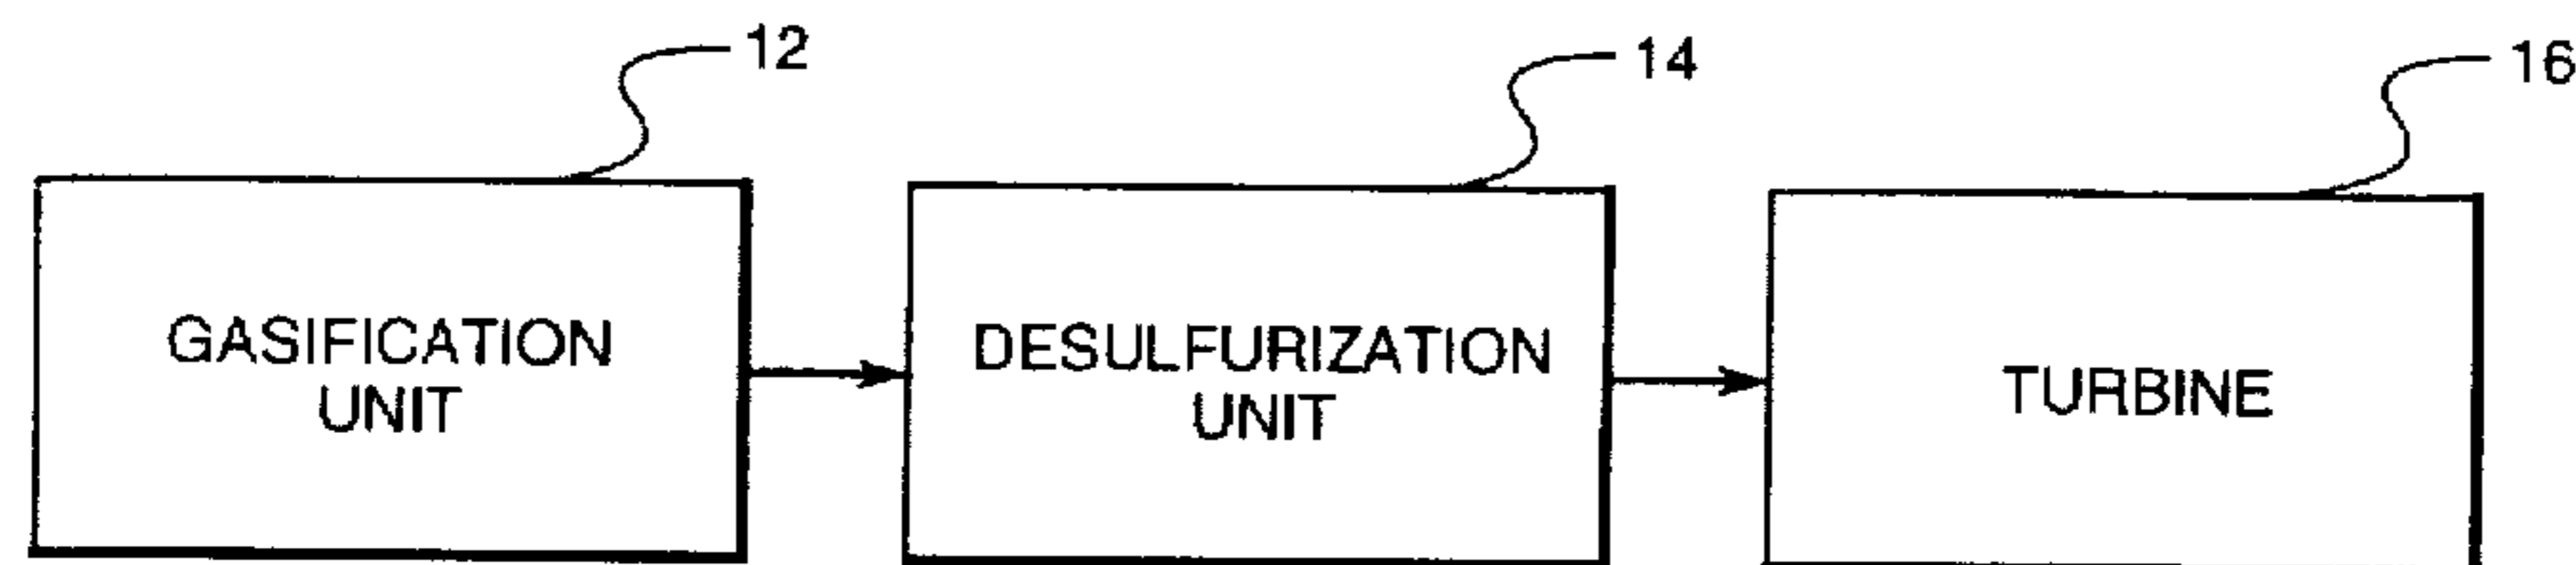 12
14
16
GASIFICATION
UNIT
DESULFURIZATION
UNIT
TURBINE